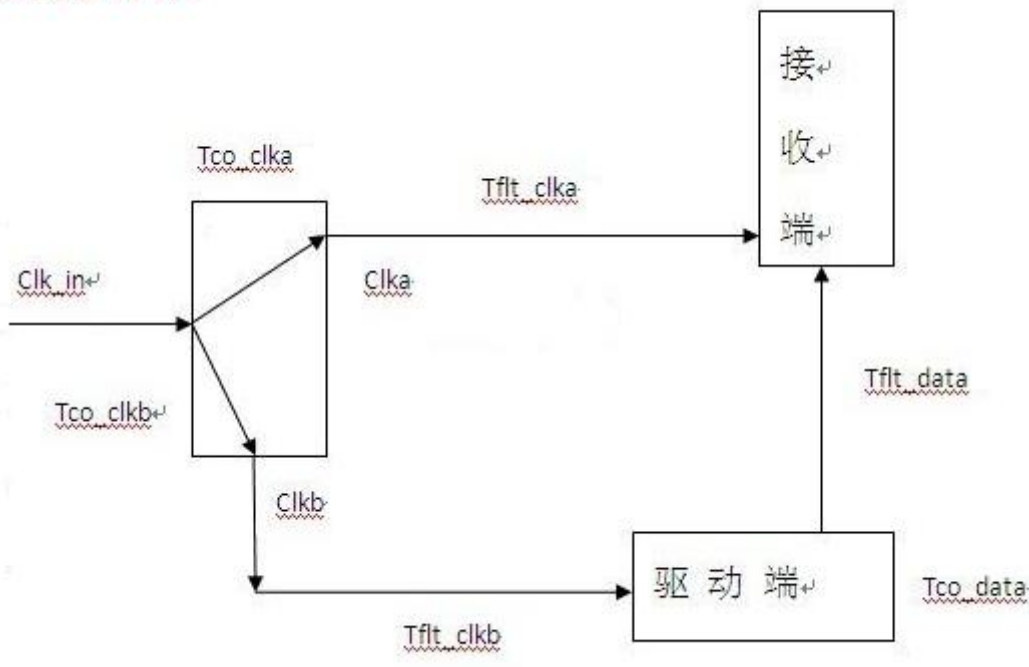 接
收
端
Tco_clka
Tflt_clka
Clk_in
Clka
Tflt_data
Tco_clkb
Clkb
驱 动 端
Tco_data
Tflt_clkb